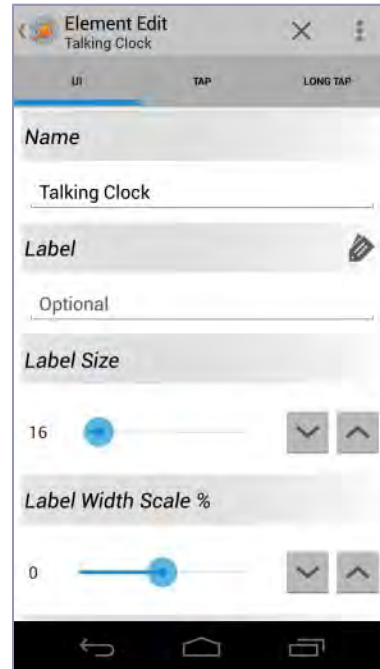 Element Edit
Talking Clock
UI TAP LONG TAP
Name
Talking Clock
Label
Optional
Label Size
16
Label Width Scale %
0